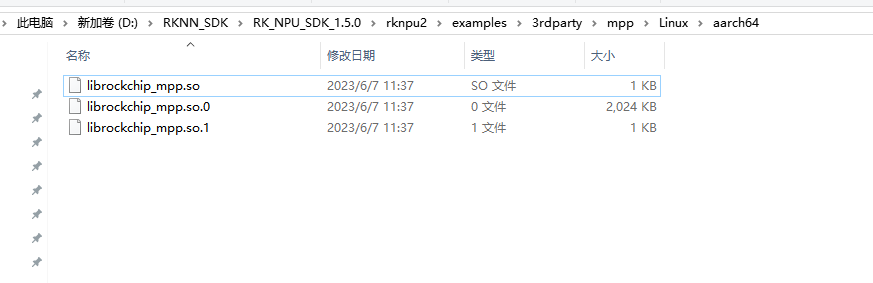 此电脑 > 新加卷 (D:) > RKNN_SDK > RK_NPU_SDK_1.5.0 > rknpu2 > examples > 3rdparty > mpp > Linux > aarch64
名称 修改日期 类型 大小
librockchip_mpp.so 2023/6/7 11:37 SO 文件 1 KB
librockchip_mpp.so.0 2023/6/7 11:37 0 文件 2,024 KB
librockchip_mpp.so.1 2023/6/7 11:37 1 文件 1 KB